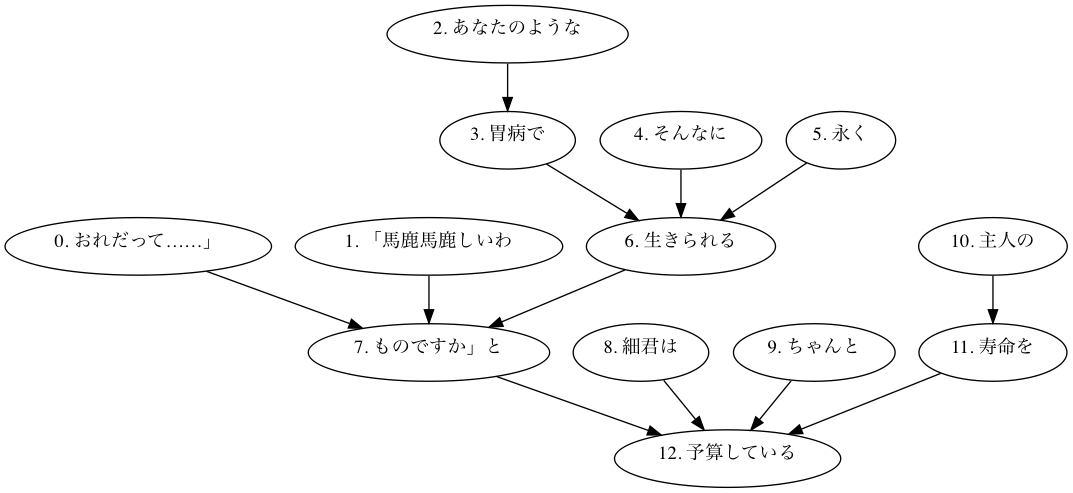 2. あなたのような
3. 胃病で
4. そんなに
5. 永く
0. おれだって……」
1. 「馬鹿馬鹿しいわ
6. 生きられる
10. 主人の
7. ものですか」と
8. 細君は
9. ちゃんと
11. 寿命を
12. 予算している